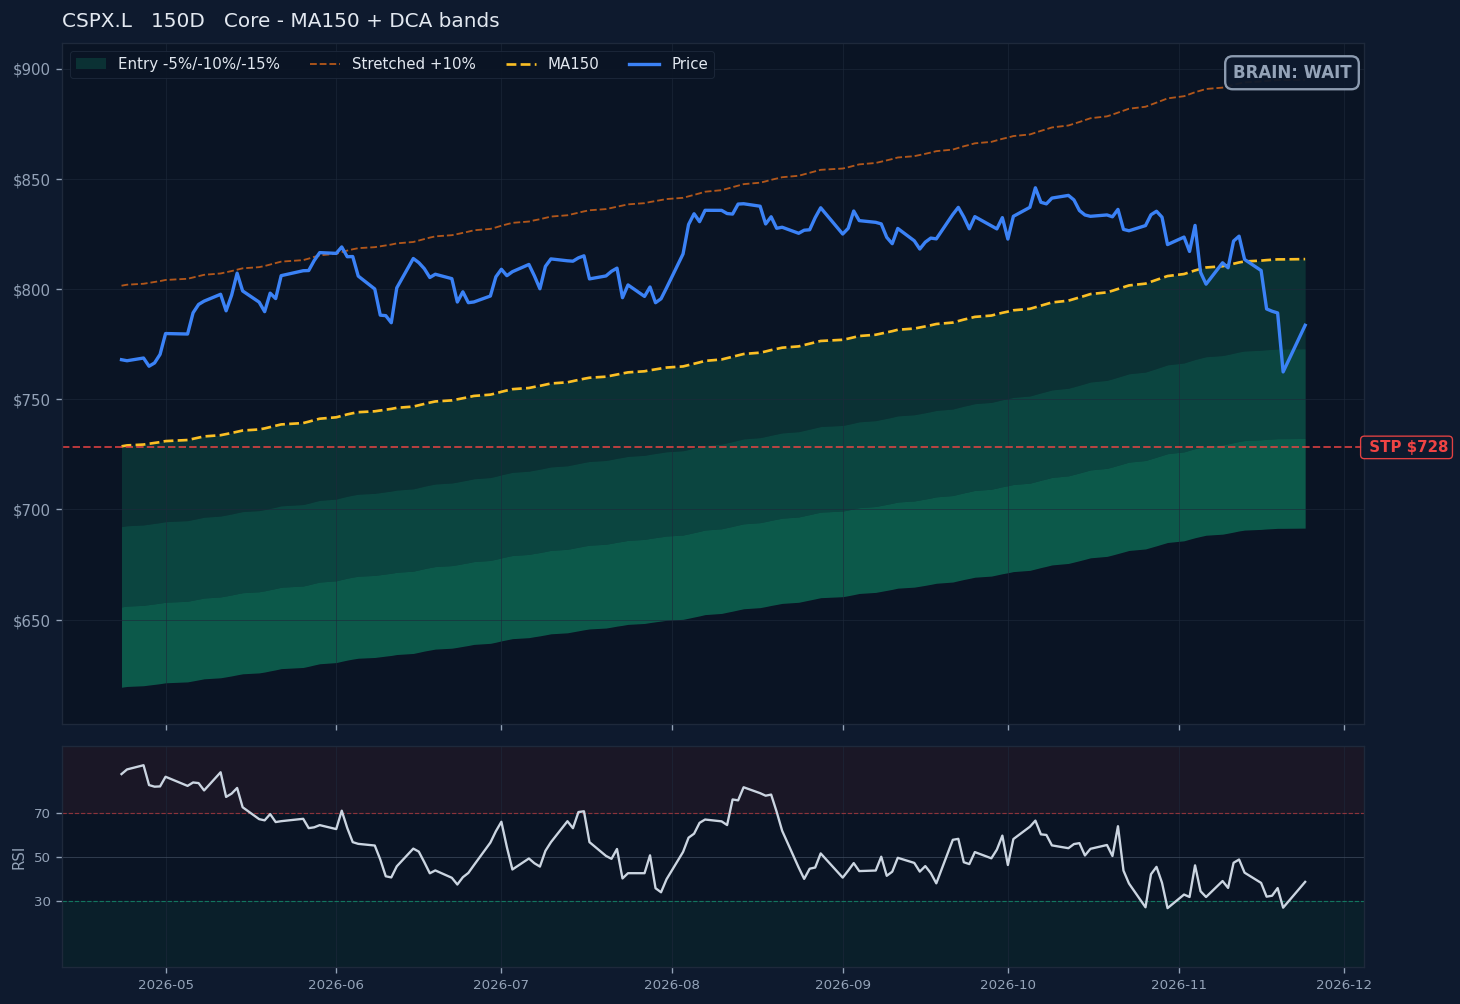 CSPX.L 150D Core - MA150 + DCA bands
Entry -5%/-10%/-15% Stretched +10% MA150 Price
BRAIN: WAIT
$900
$850
$800
$750
$700
$650
STP $728
RSI
70
50
30
2026-05 2026-06 2026-07 2026-08 2026-09 2026-10 2026-11 2026-12